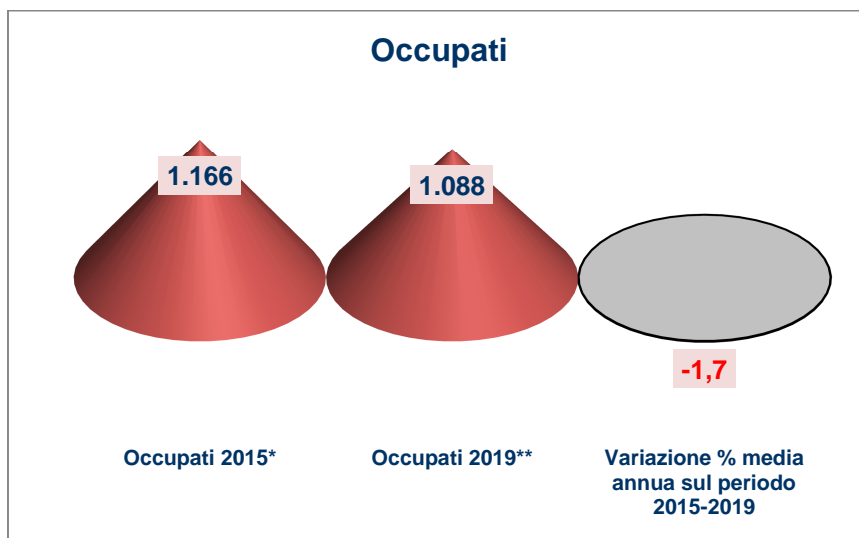 Occupati
1.166
1.088
-1,7
Occupati 2015*
Occupati 2019**
Variazione % media
annua sul periodo
2015-2019